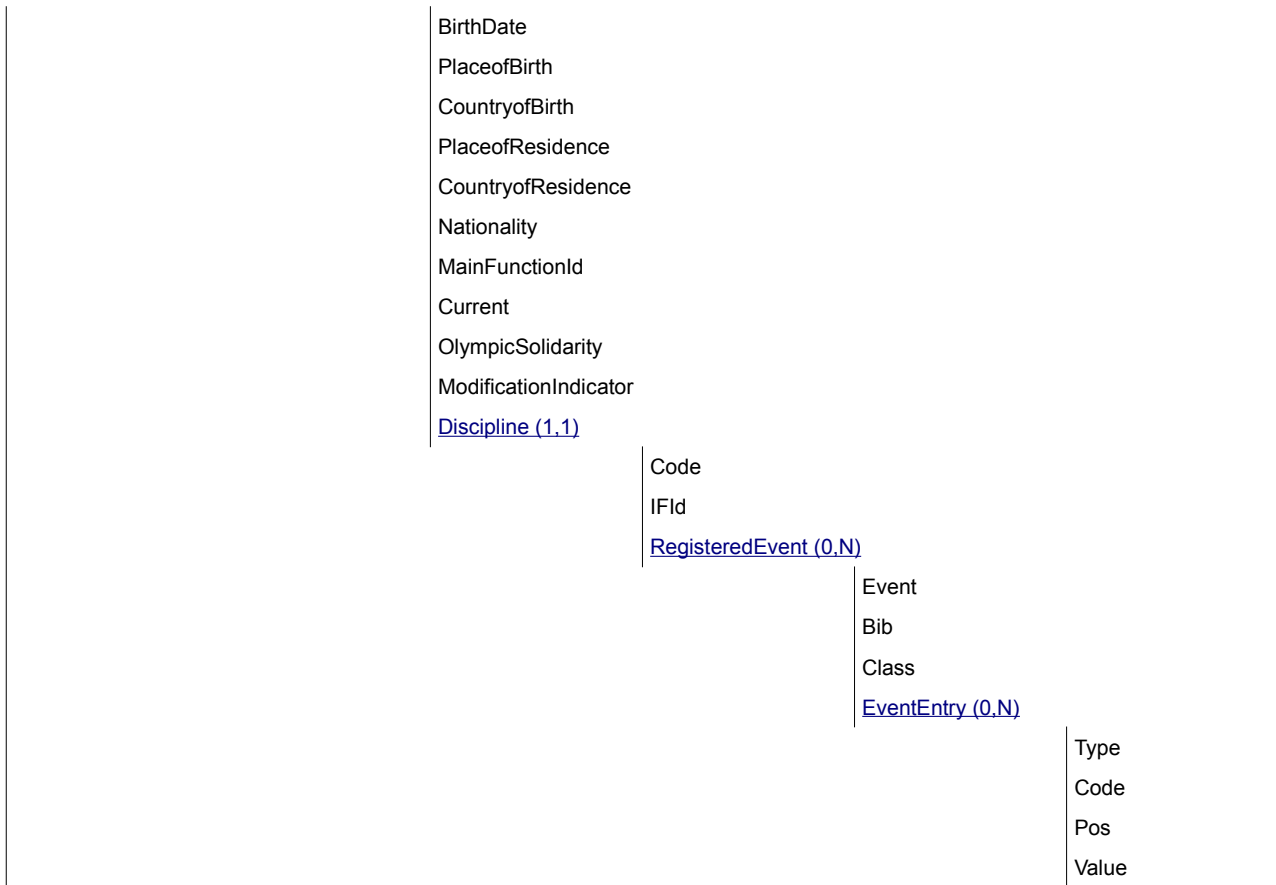 BirthDate
PlaceofBirth
CountryofBirth
PlaceofResidence
CountryofResidence
Nationality
MainFunctionId
Current
OlympicSolidarity
ModificationIndicator
Discipline (1,1)
Code
IFId
RegisteredEvent (0,N)
Event
Bib
Class
EventEntry (0,N)
Type
Code
Pos
Value